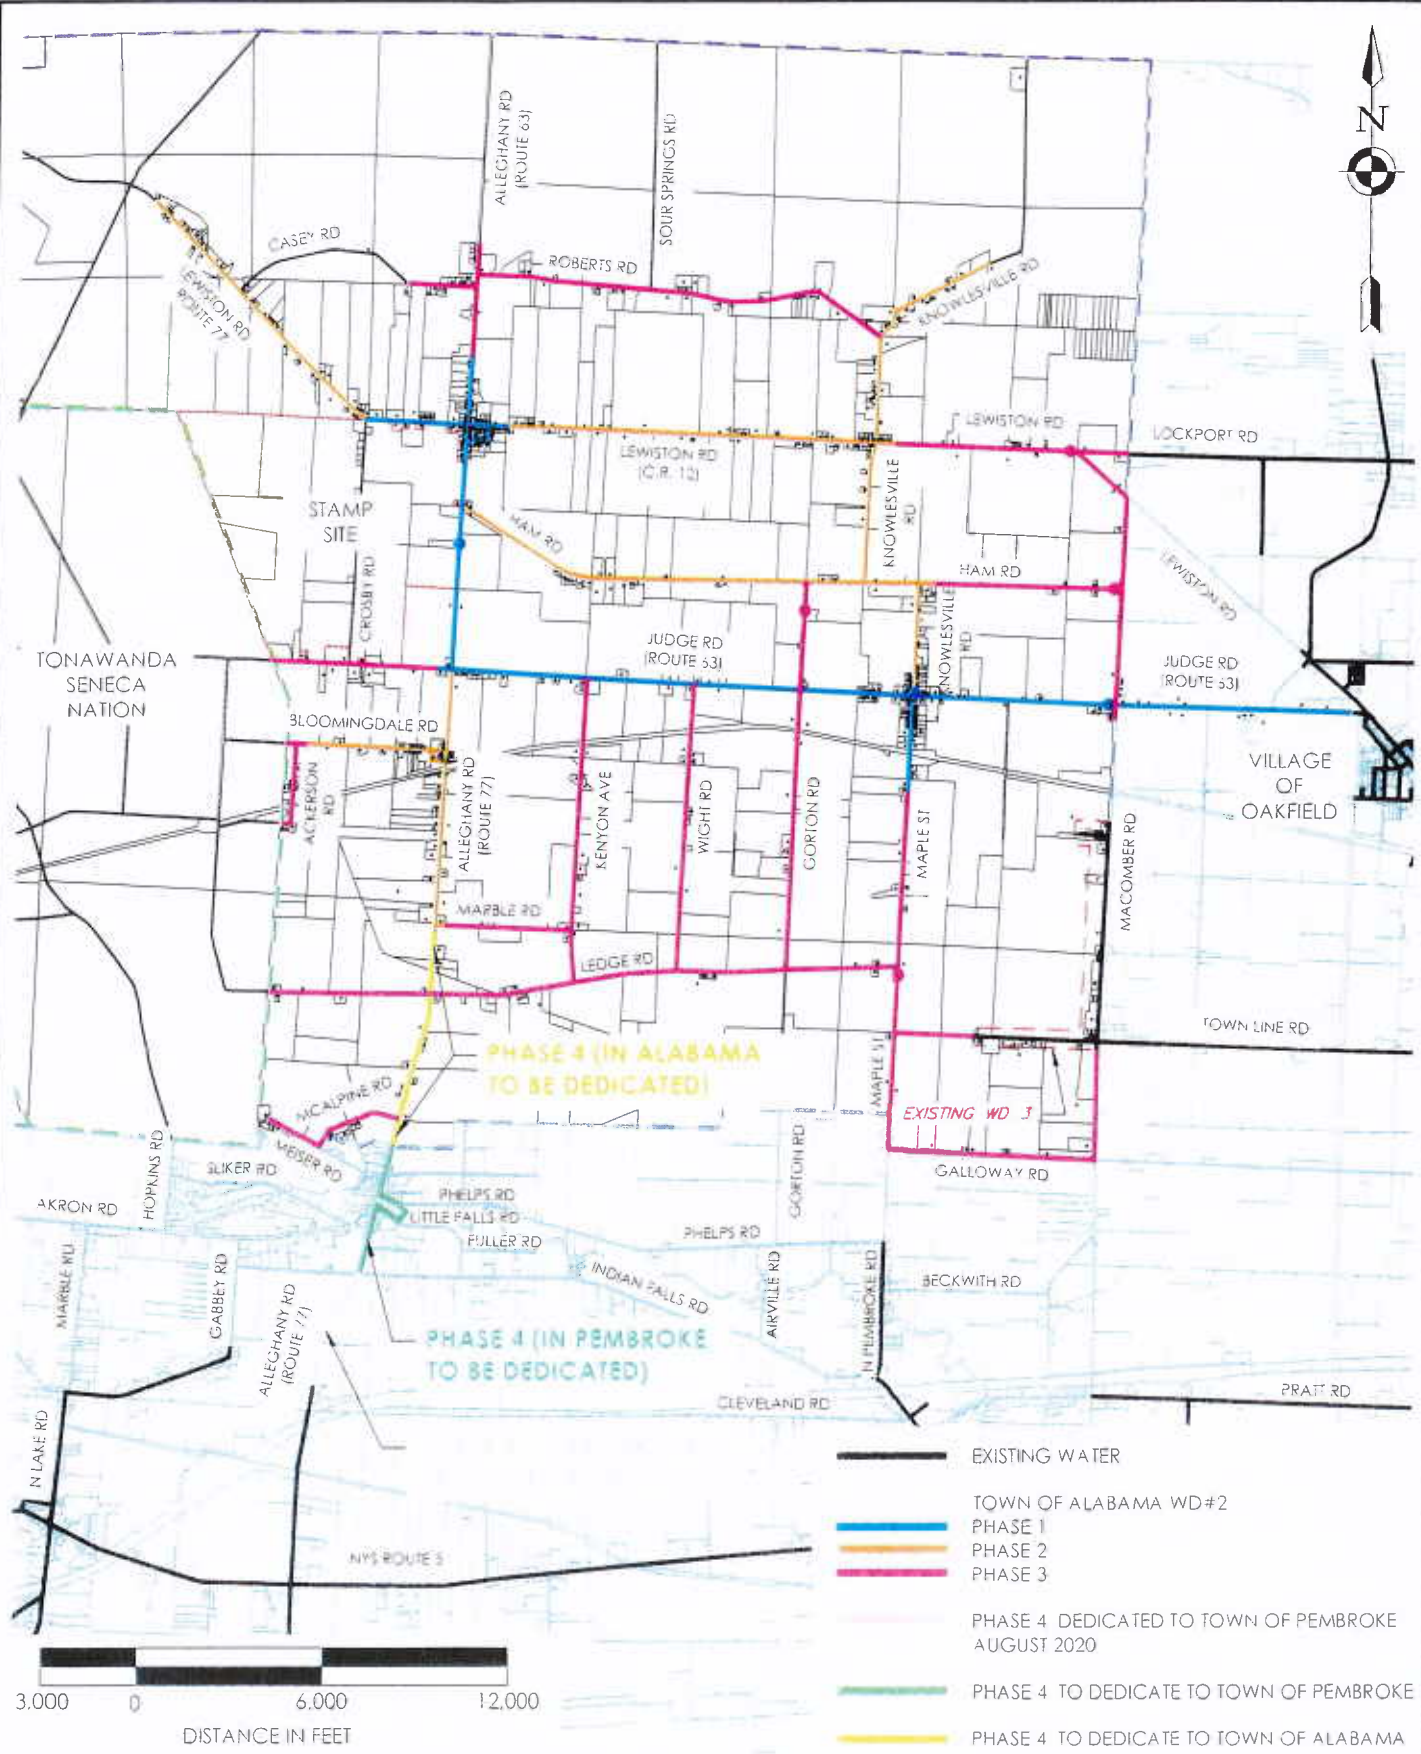 N
ALLEGHANY RD
(ROUTE 63)
SOUR SPRINGS RD
CASEY RD
ROBERTS RD
KNOWLESVILLE RD
LEWISTON RD
ROUTE 77
LEWISTON RD
LOCKPORT RD
LEWISTON RD
(C.R. 12)
KNOWLESVILLE
RD
STAMP
SITE
HAM RD
HAM RD
LEWISTON RD
CROSBY RD
KNOWLESVILLE
RD
JUDGE RD
(ROUTE 63)
JUDGE RD
(ROUTE 63)
TONAWANDA
SENECA
NATION
BLOOMINGDALE RD
VILLAGE
OF
OAKFIELD
ACKERSON
RD
ALLEGHANY RD
(ROUTE 77)
KENYON AVE
WIGHT RD
GORTON RD
MAPLE ST
MACOMBER RD
MARBLE RD
LEDGE RD
TOWN LINE RD
PHASE 4 (IN ALABAMA
TO BE DEDICATED)
MAPLE ST
MCALPINE RD
EXISTING WD 3
MEISER RD
GALLOWAY RD
HOPKINS RD
SLIKER RD
GORTON RD
AKRON RD
PHELPS RD
LITTLE FALLS RD
FULLER RD
PHELPS RD
MARBLE RD
GABBEY RD
INDIAN FALLS RD
AIRVILLE RD
N PEMBROKE RD
BECKWITH RD
ALLEGHANY RD
(ROUTE 77)
PHASE 4 (IN PEMBROKE
TO BE DEDICATED)
CLEVELAND RD
PRATT RD
N LAKE RD
NYS ROUTE 5
EXISTING WATER
TOWN OF ALABAMA WD#2
PHASE 1
PHASE 2
PHASE 3
PHASE 4 DEDICATED TO TOWN OF PEMBROKE
AUGUST 2020
PHASE 4 TO DEDICATE TO TOWN OF PEMBROKE
PHASE 4 TO DEDICATE TO TOWN OF ALABAMA
3,000 0 6,000 12,000
DISTANCE IN FEET